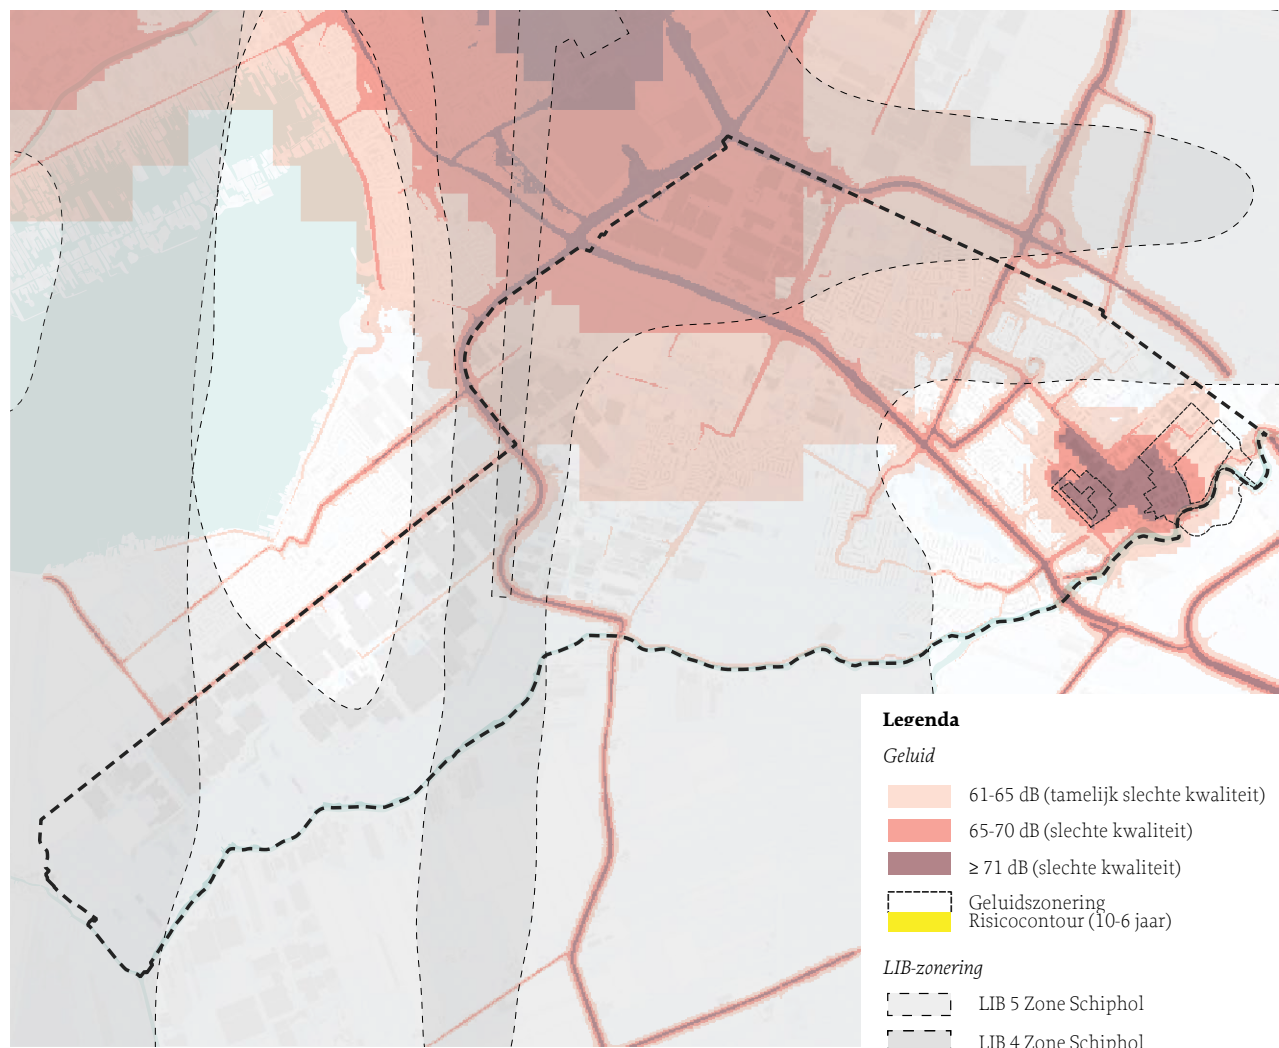 Legenda
Geluid
61-65 dB (tamelijk slechte kwaliteit)
65-70 dB (slechte kwaliteit)
≥ 71 dB (slechte kwaliteit)
Geluidszonering
Risicocontour (10-6 jaar)
LIB-zonering
LIB 5 Zone Schiphol
LIB 4 Zone Schiphol